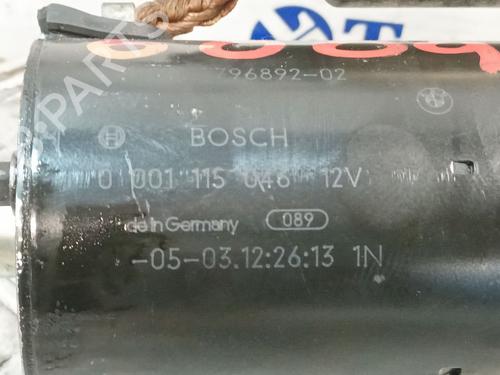 796892-02
BOSCH
0 001 115 046 12V
de in Germany 089
-05-03.12:26:13 1N